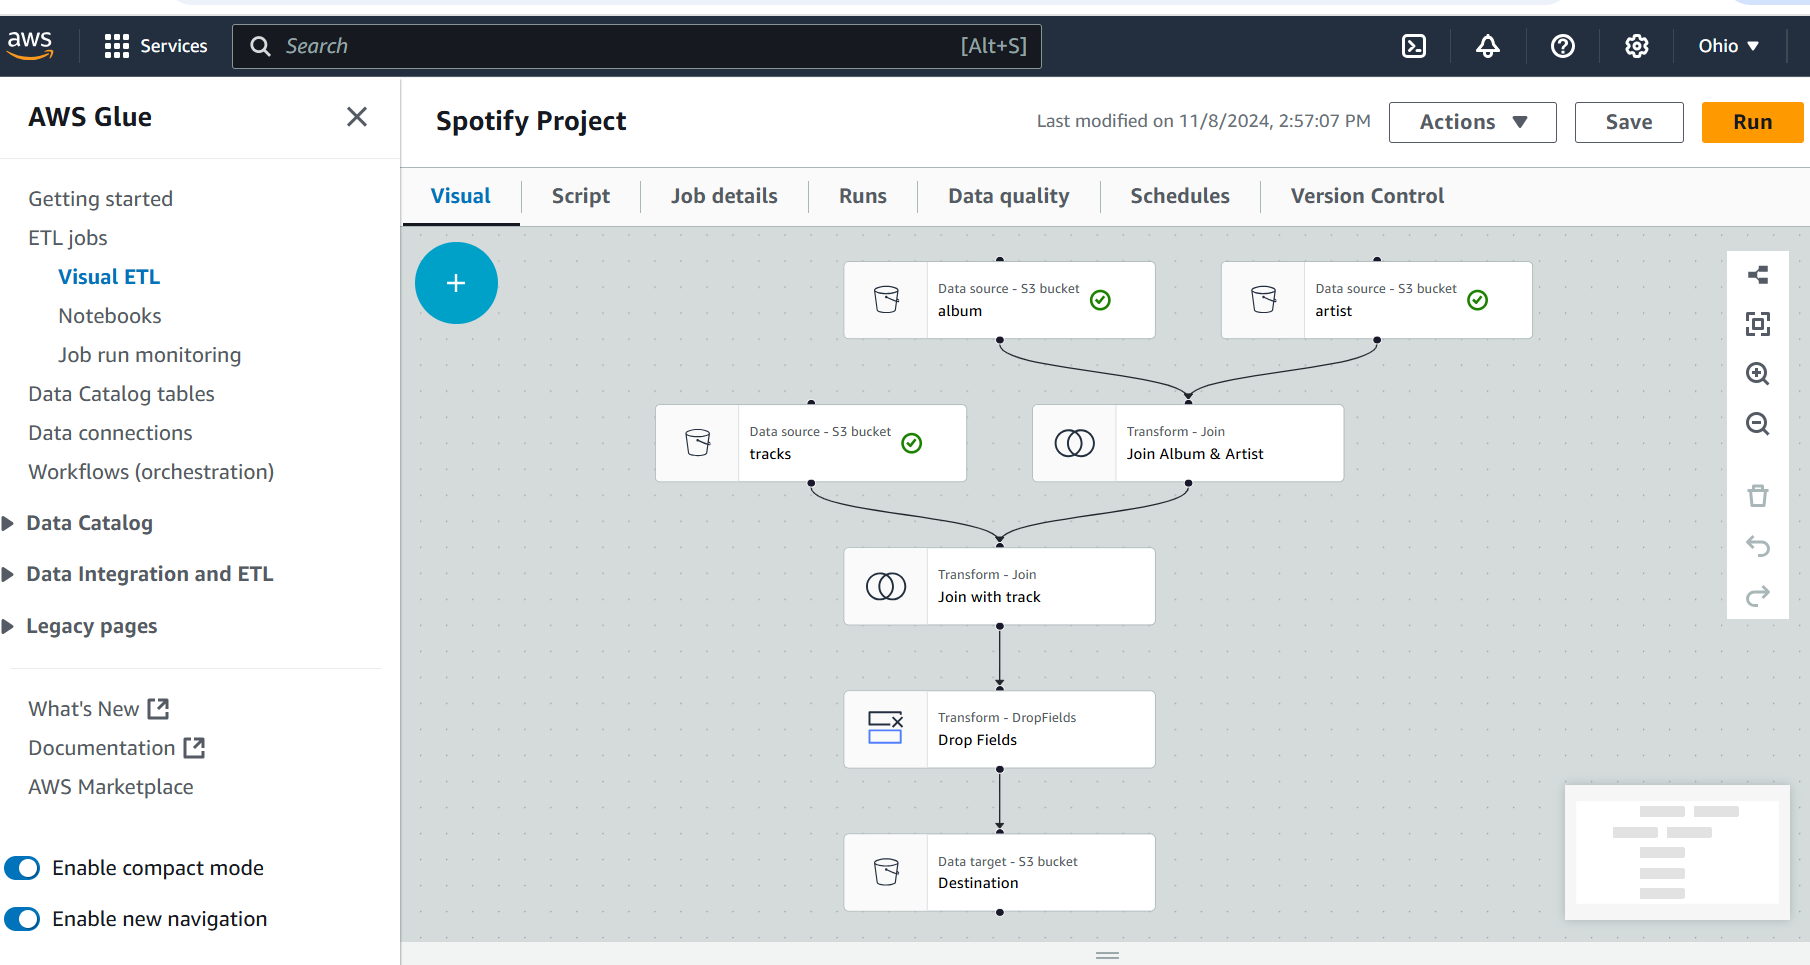 aws
Services
Search
[Alt+S]
Ohio
AWS Glue
Getting started
ETL jobs
Visual ETL
Notebooks
Job run monitoring
Data Catalog tables
Data connections
Workflows (orchestration)
Data Catalog
Data Integration and ETL
Legacy pages
What's New
Documentation
AWS Marketplace
Enable compact mode
Enable new navigation
Spotify Project
Last modified on 11/8/2024, 2:57:07 PM
Actions
Save
Run
Visual
Script
Job details
Runs
Data quality
Schedules
Version Control
Data source - S3 bucket
album
Data source - S3 bucket
artist
Data source - S3 bucket
tracks
Transform - Join
Join Album & Artist
Transform - Join
Join with track
Transform - DropFields
Drop Fields
Data target - S3 bucket
Destination